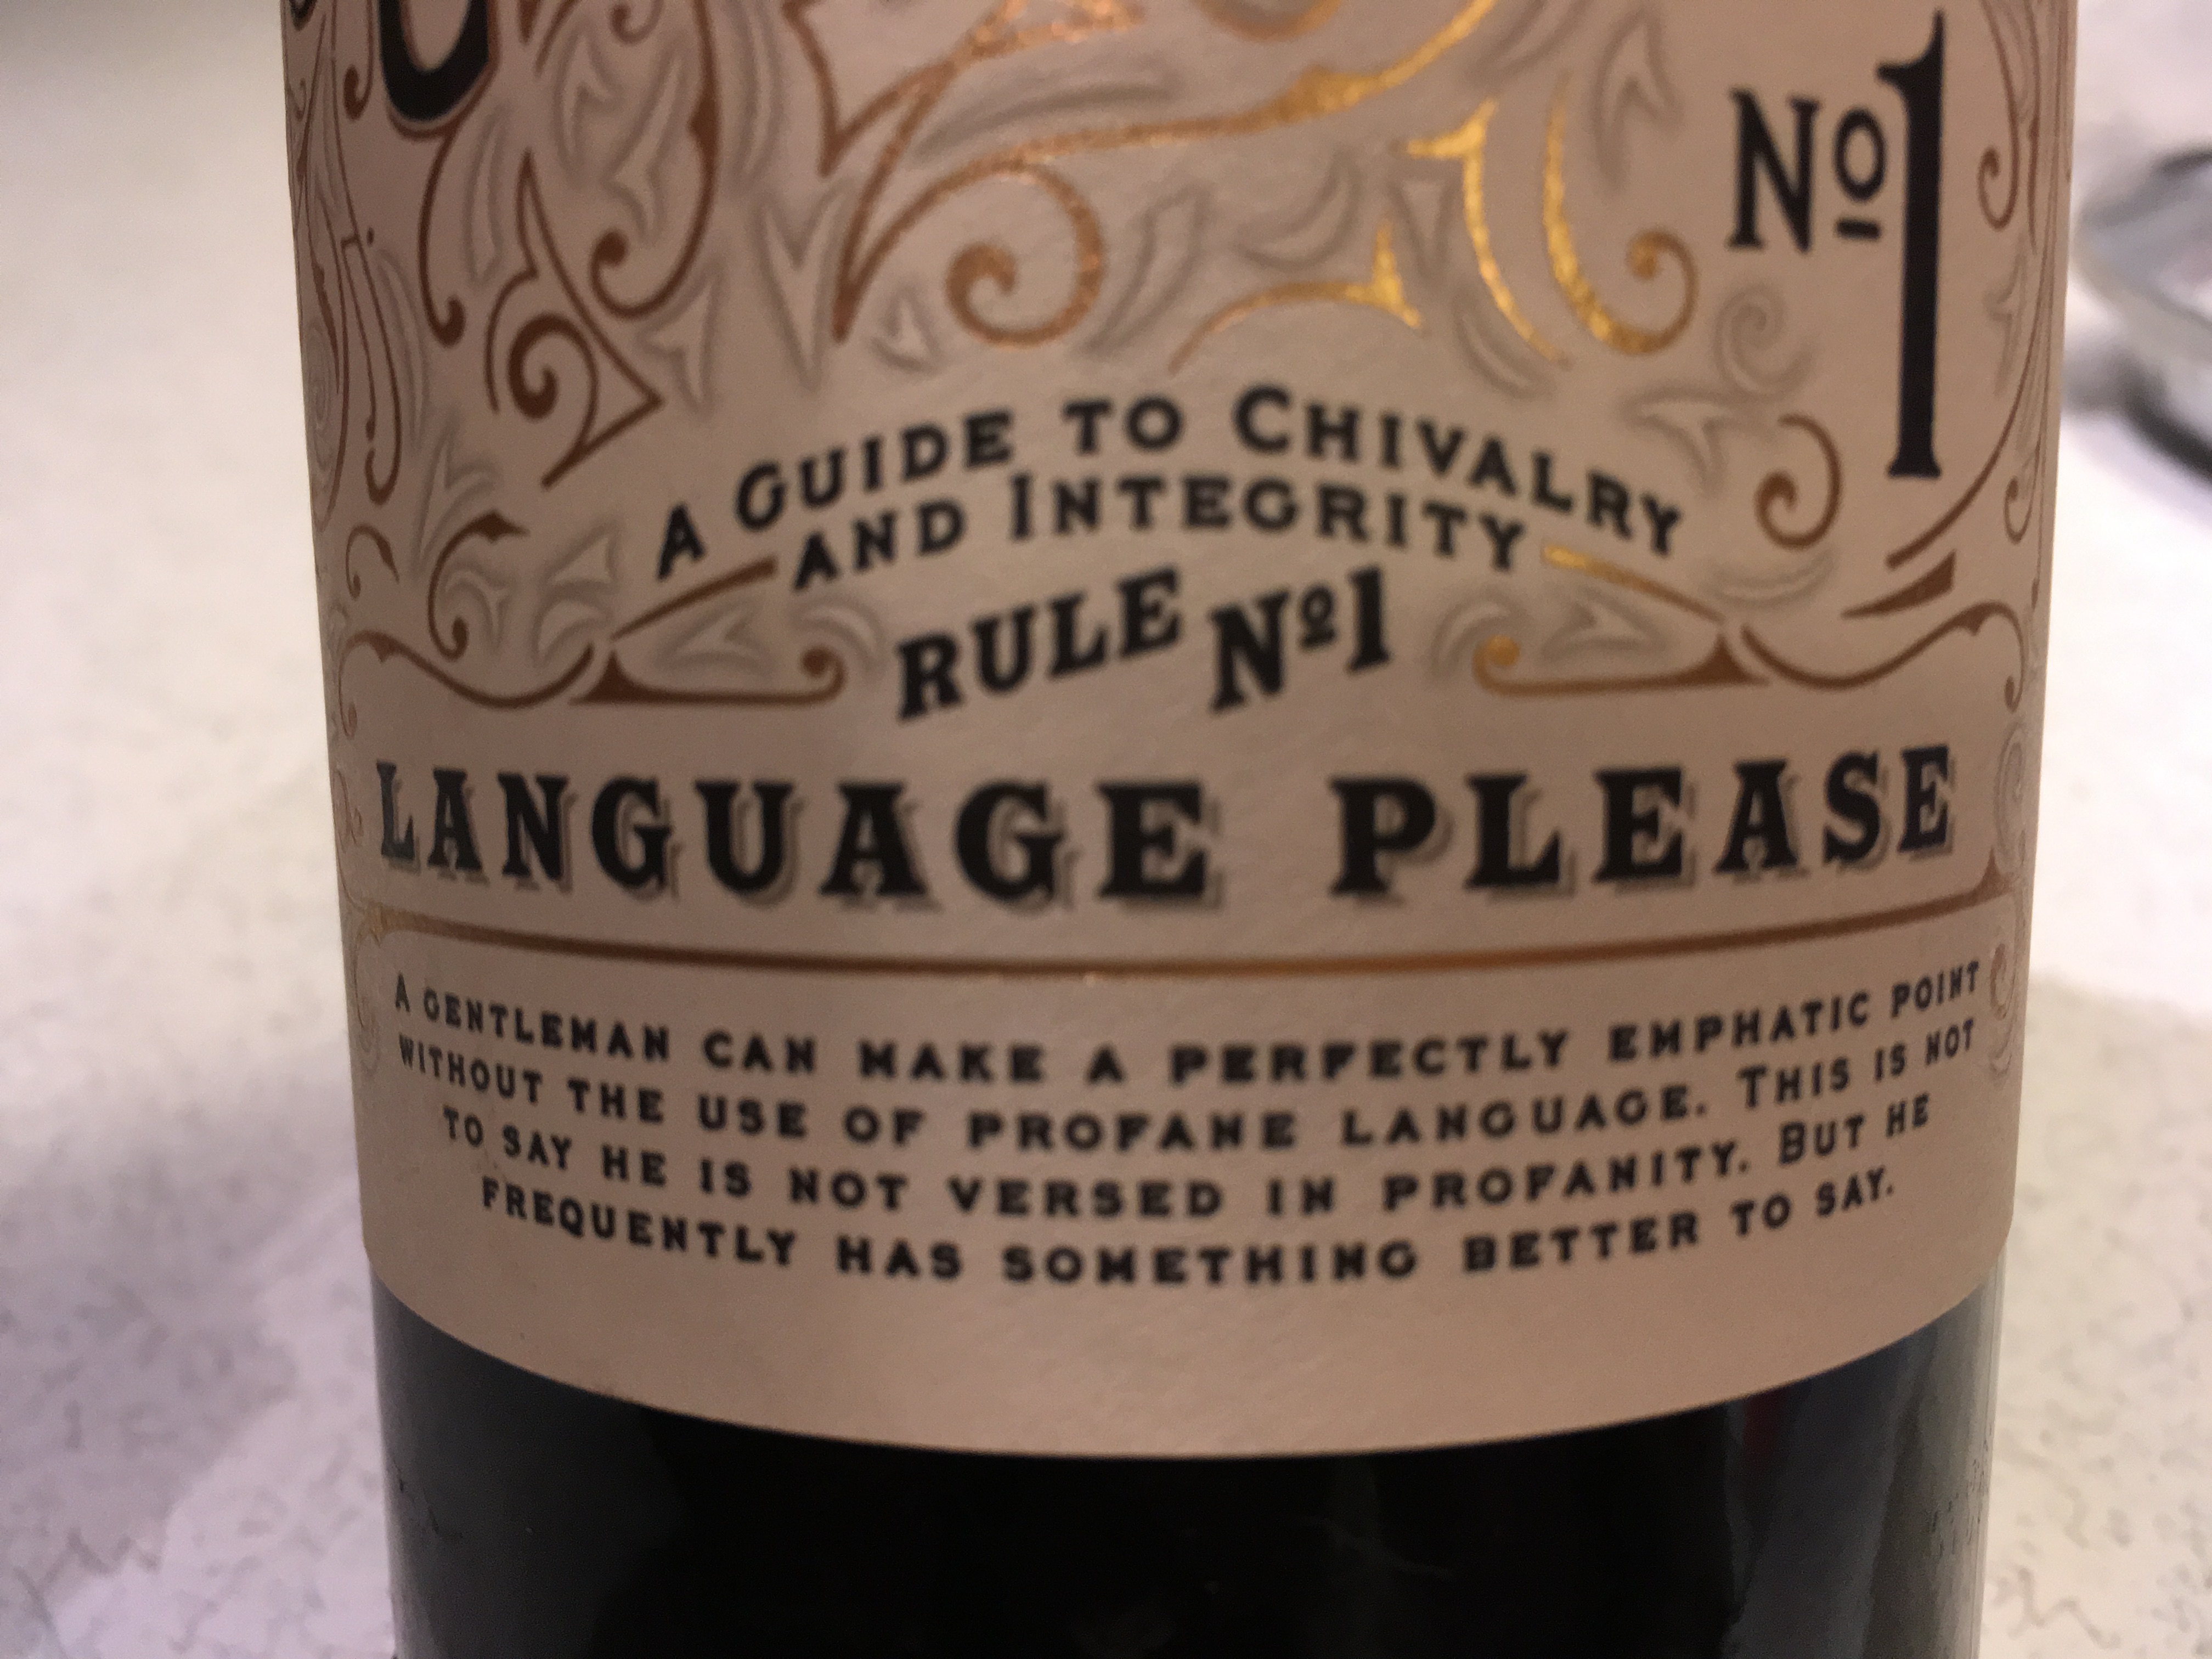 Nº1
A GUIDE TO CHIVALRY
AND INTEGRITY
RULE Nº1
LANGUAGE PLEASE
A GENTLEMAN CAN MAKE A PERFECTLY EMPHATIC POINT
WITHOUT THE USE OF PROFANE LANGUAGE. THIS IS NOT
TO SAY HE IS NOT VERSED IN PROFANITY. BUT HE
FREQUENTLY HAS SOMETHING BETTER TO SAY.